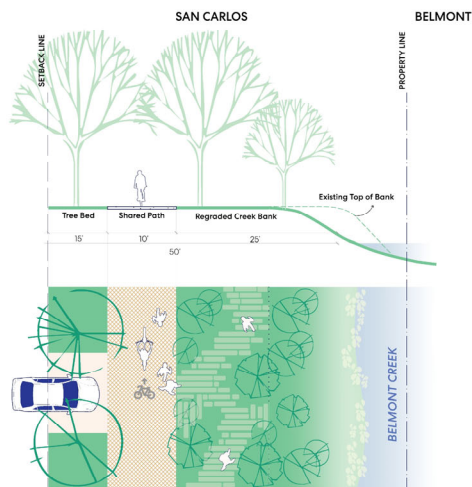 SAN CARLOS
BELMONT
SETBACK LINE
PROPERTY LINE
Existing Top of Bank
Tree Bed
Shared Path
Regraded Creek Bank
15'
10'
25'
50'
BELMONT CREEK